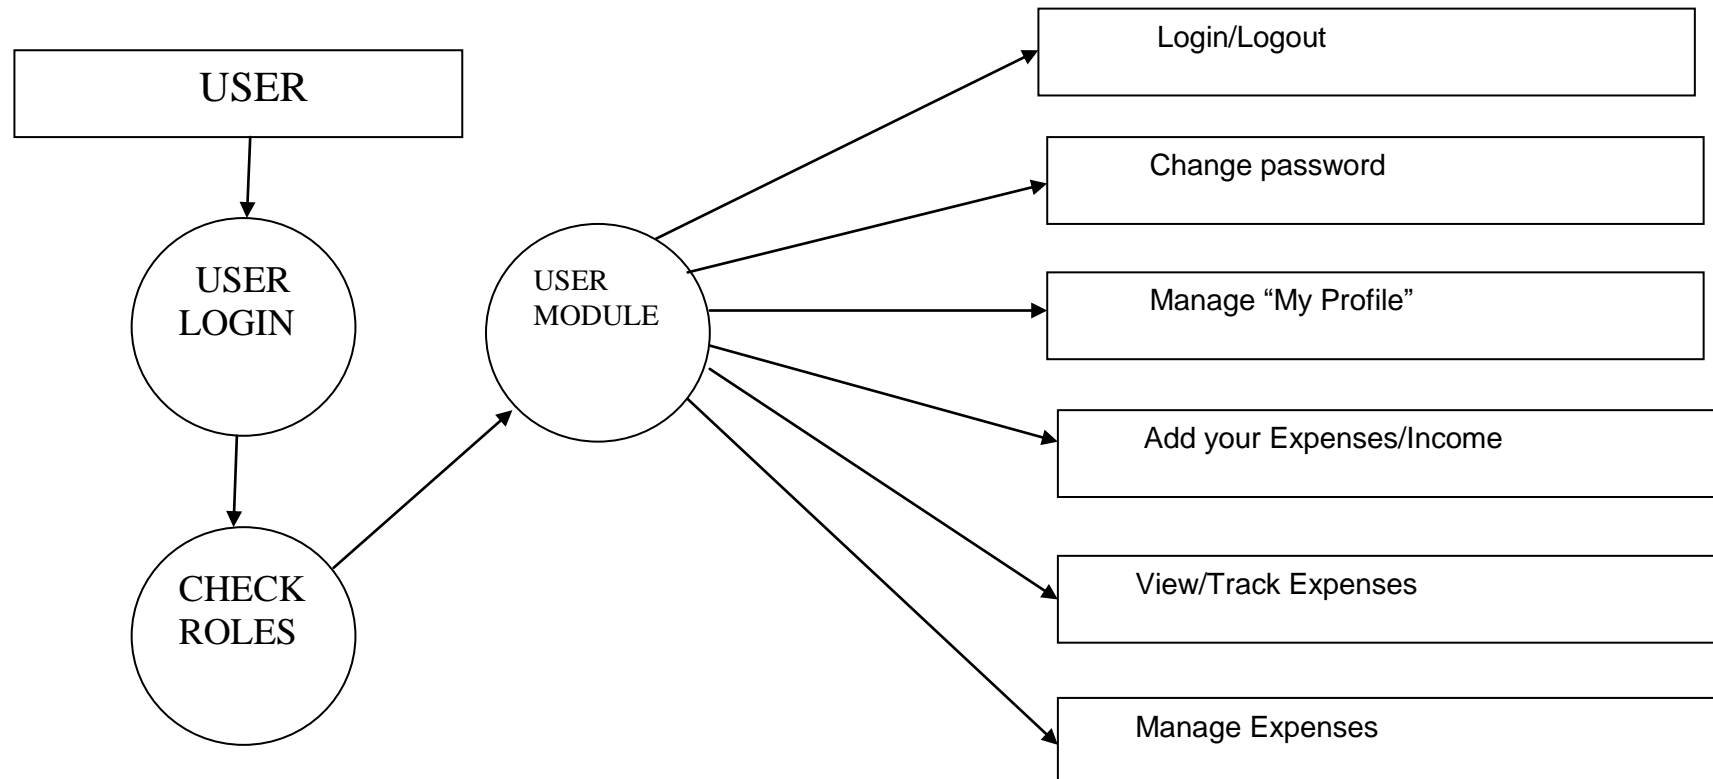 USER
USER
LOGIN
CHECK
ROLES
USER
MODULE
Login/Logout
Change password
Manage “My Profile”
Add your Expenses/Income
View/Track Expenses
Manage Expenses